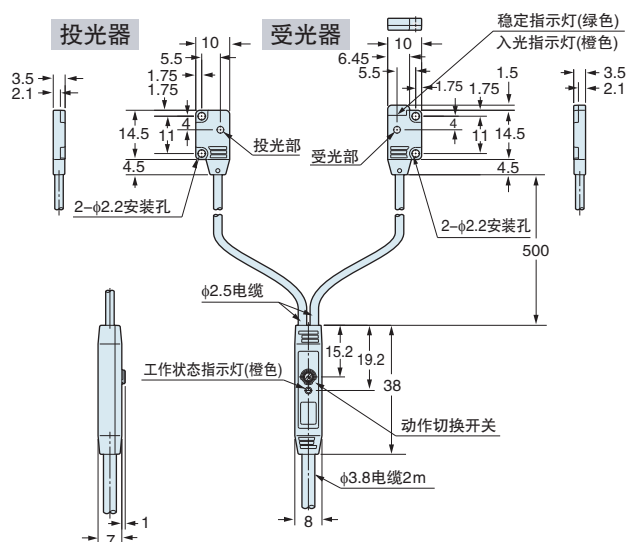 投光器
受光器
10
5.5
1.75
1.75
3.5
2.1
14.5
11
4
4.5
投光部
2-φ2.2安装孔
稳定指示灯(绿色)
入光指示灯(橙色)
10
6.45
5.5
1.75
1.5
4
11
14.5
4.5
3.5
2.1
受光部
2-φ2.2安装孔
500
φ2.5电缆
15.2
19.2
38
工作状态指示灯(橙色)
动作切换开关
φ3.8电缆2m
8
1
7